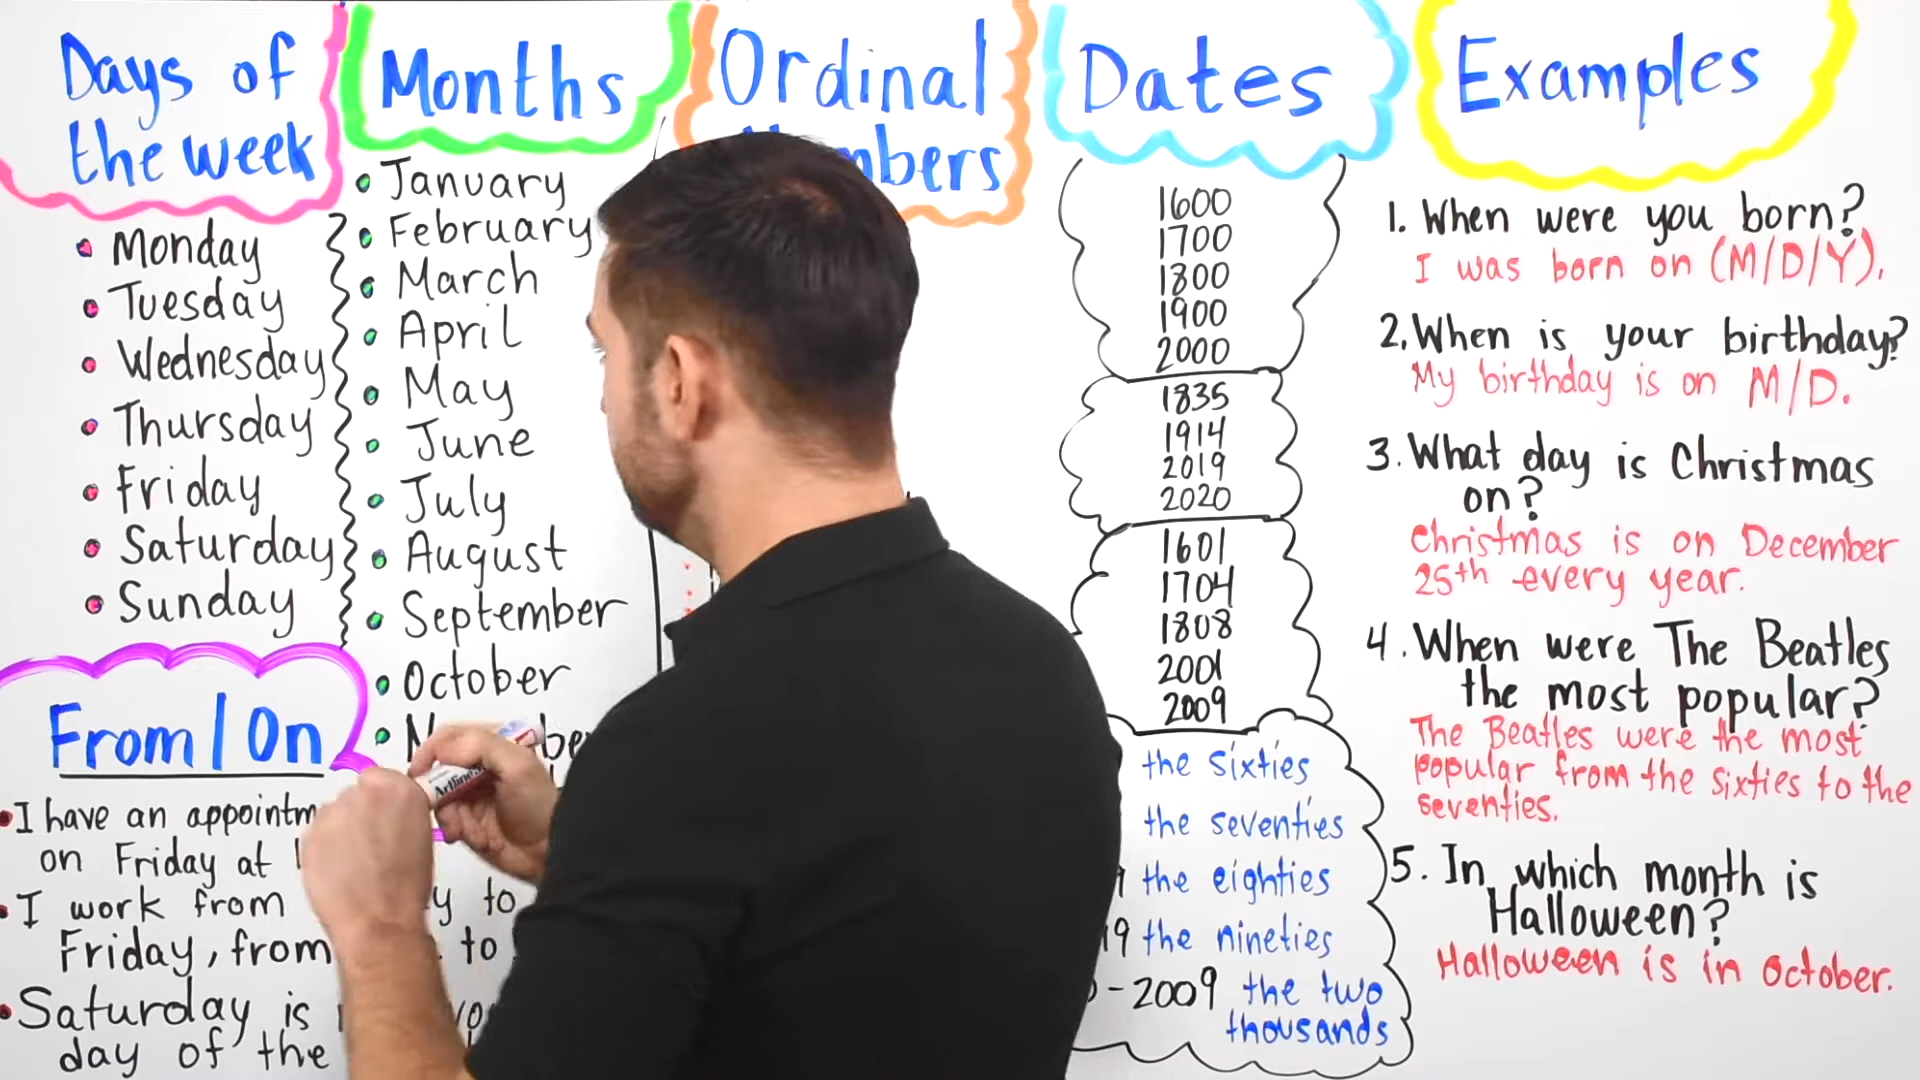 Days of
the week
Monday
Tuesday
Wednesday
Thursday
Friday
Saturday
Sunday
From/On
I have an
on Friday at
I work from to
Friday, from to
Saturday is
day of the
Months
January
February
March
April
May
June
July
August
September
October
Ordinal
Dates
1600
1700
1800
1900
2000
1835
1914
2019
2020
1601
1704
1808
2001
2009
the sixties
the seventies
the eighties
the nineties
-2009 the two
thousands
Examples
1. When were you born?
I was born on (M/D/Y).
2. When is your birthday?
My birthday is on M/D.
3. What day is Christmas
on?
Christmas is on December
25th every year.
4. When were The Beatles
the most popular?
The Beatles were the most
popular from the sixties to the
seventies.
5. In which month is
Halloween?
Halloween is in October.
Artline